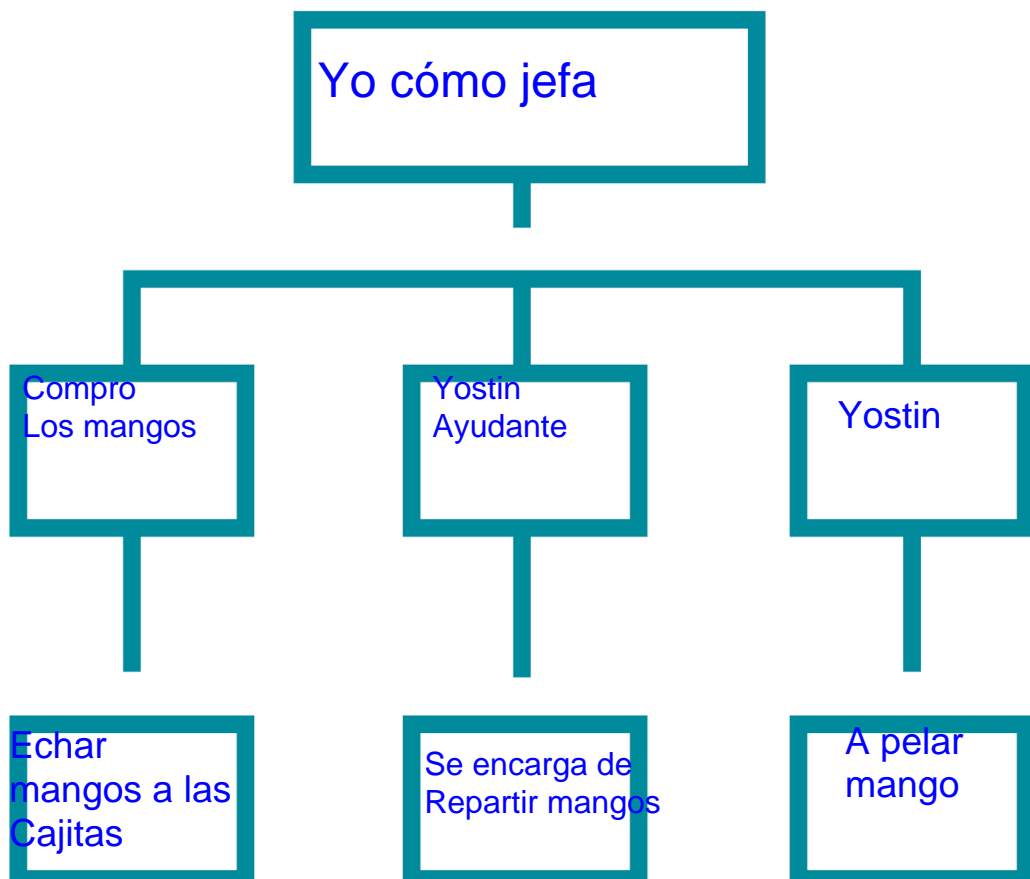 Yo cómo jefa
Compro
Los mangos
Yostin
Ayudante
Yostin
Echar
mangos a las
Cajitas
Se encarga de
Repartir mangos
A pelar
mango